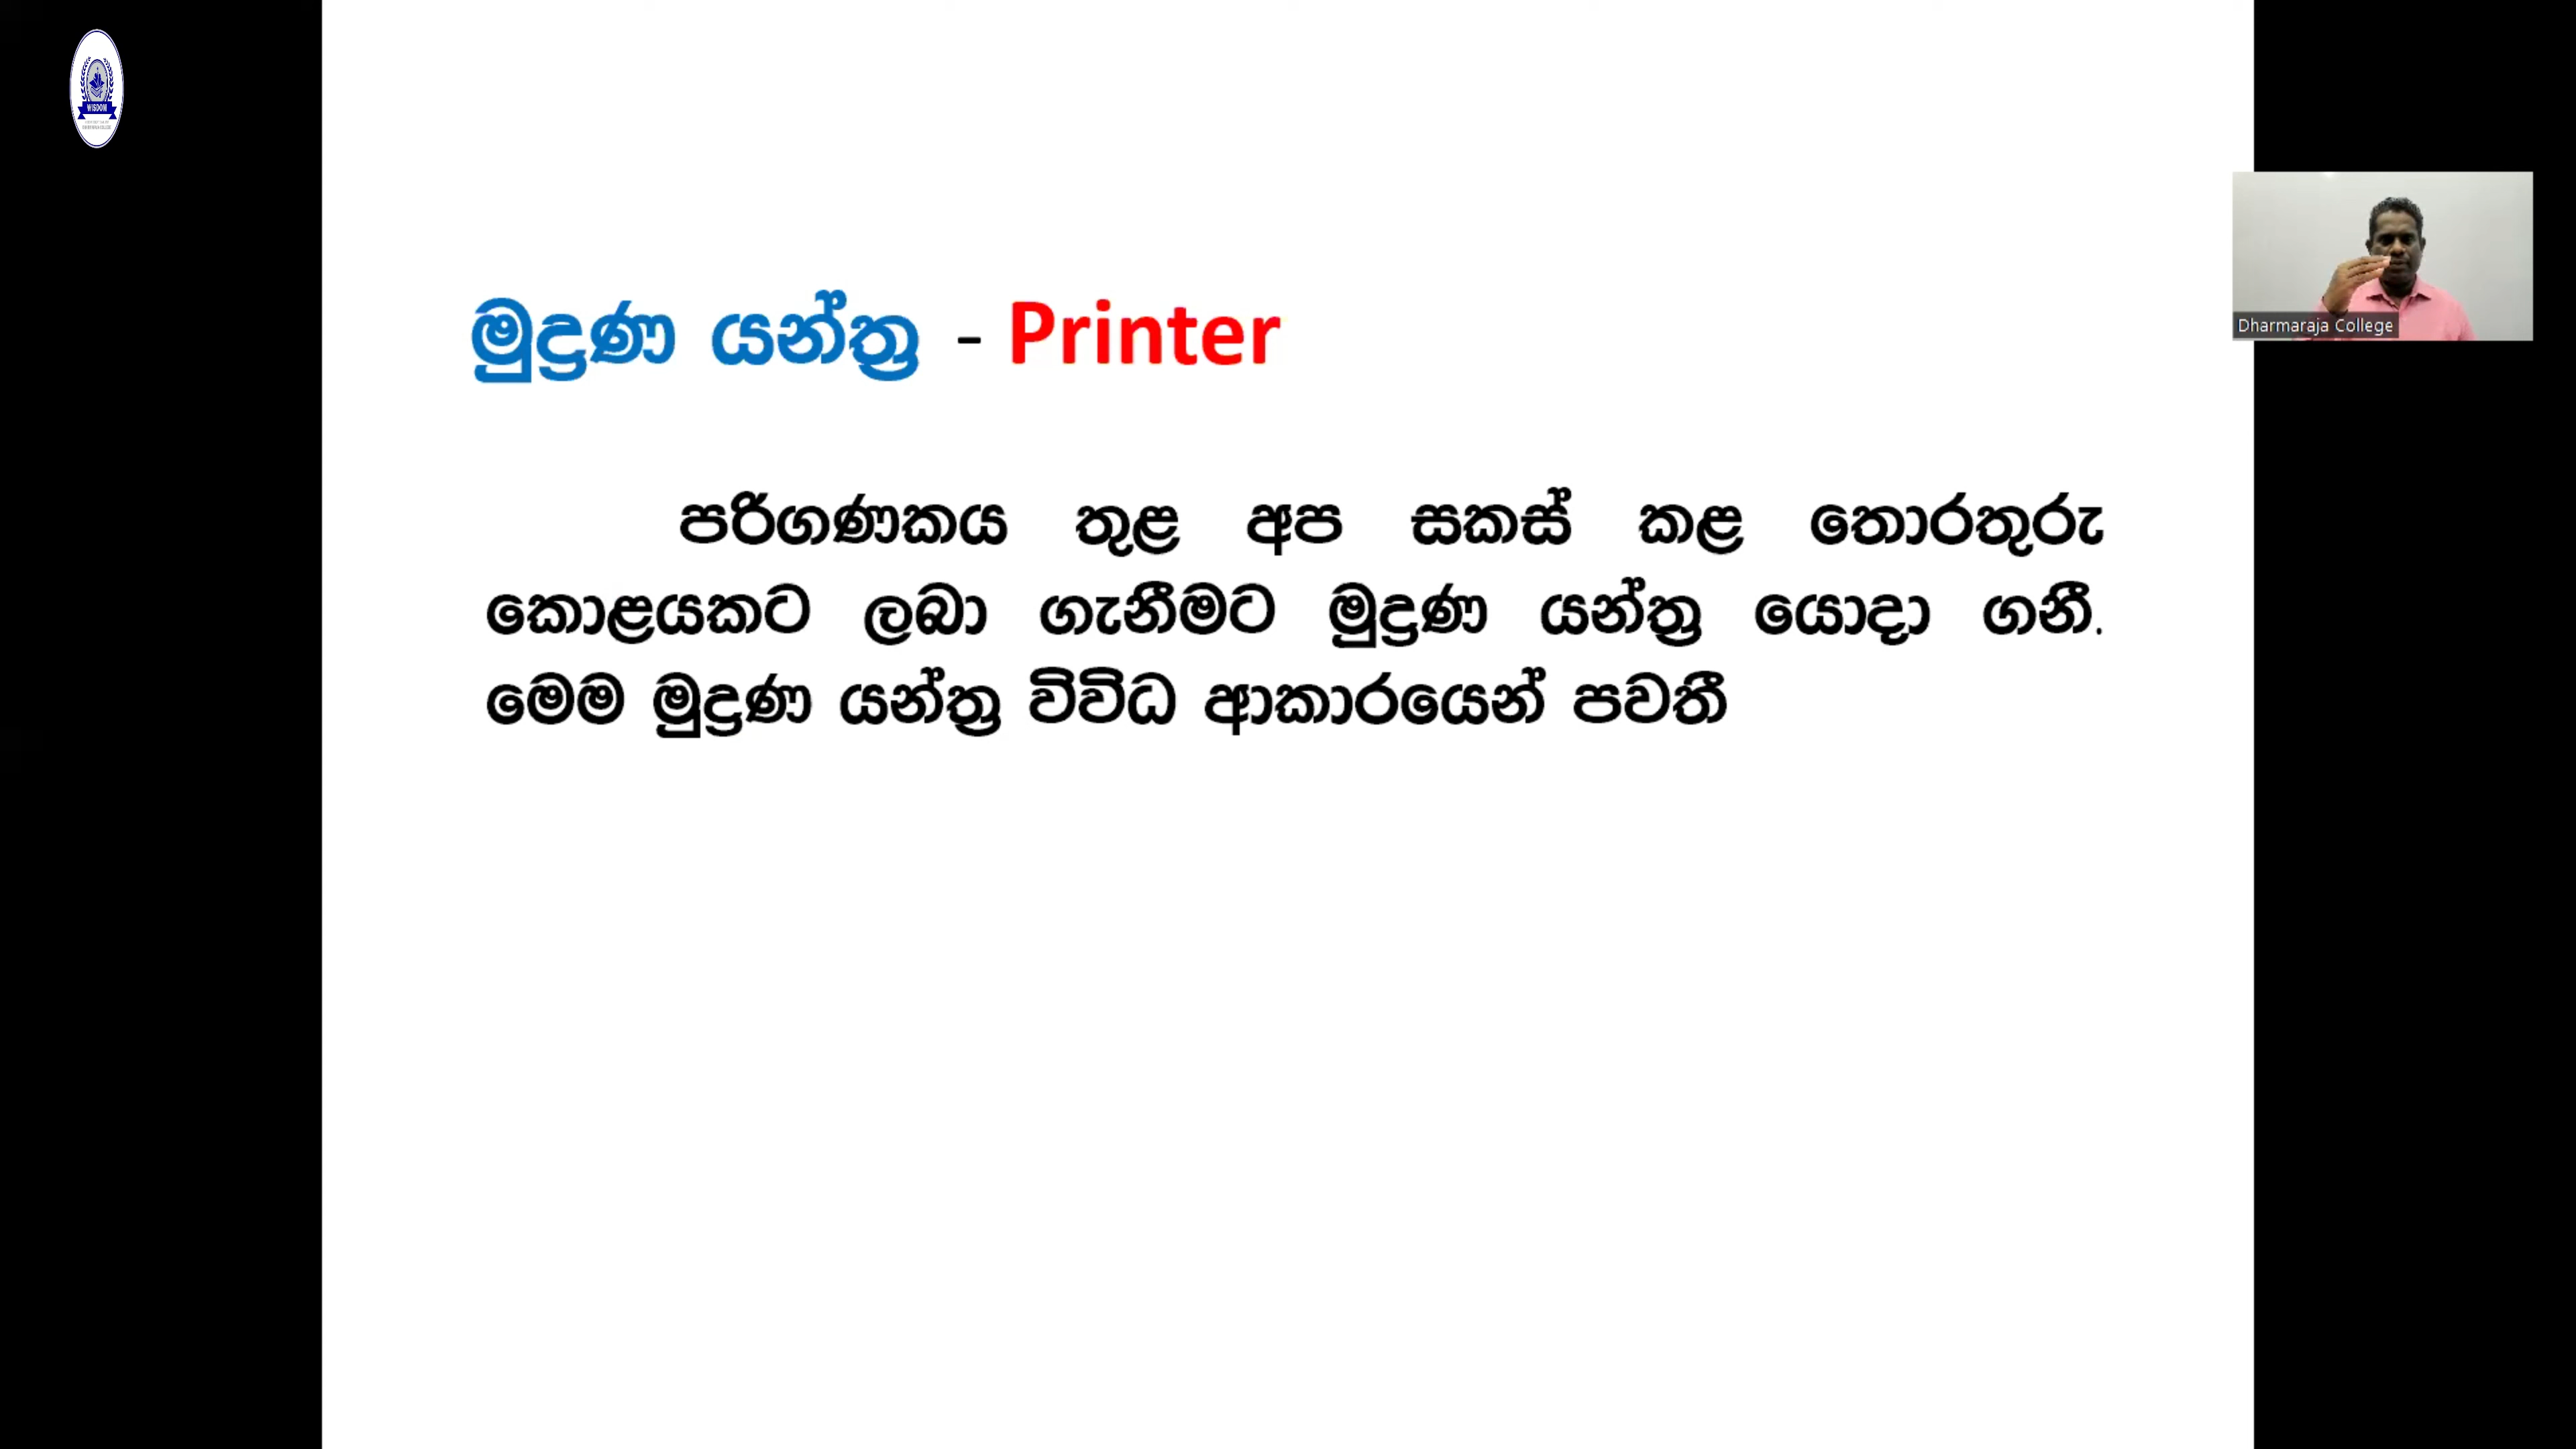 WISDOM
මුද්‍රණ යන්ත්‍ර - Printer
Dharmaraja College
පරිගණකය තුළ අප සකස් කළ තොරතුරු
කොළයකට ලබා ගැනීමට මුද්‍රණ යන්ත්‍ර යොදා ගනී.
මෙම මුද්‍රණ යන්ත්‍ර විවිධ ආකාරයෙන් පවතී